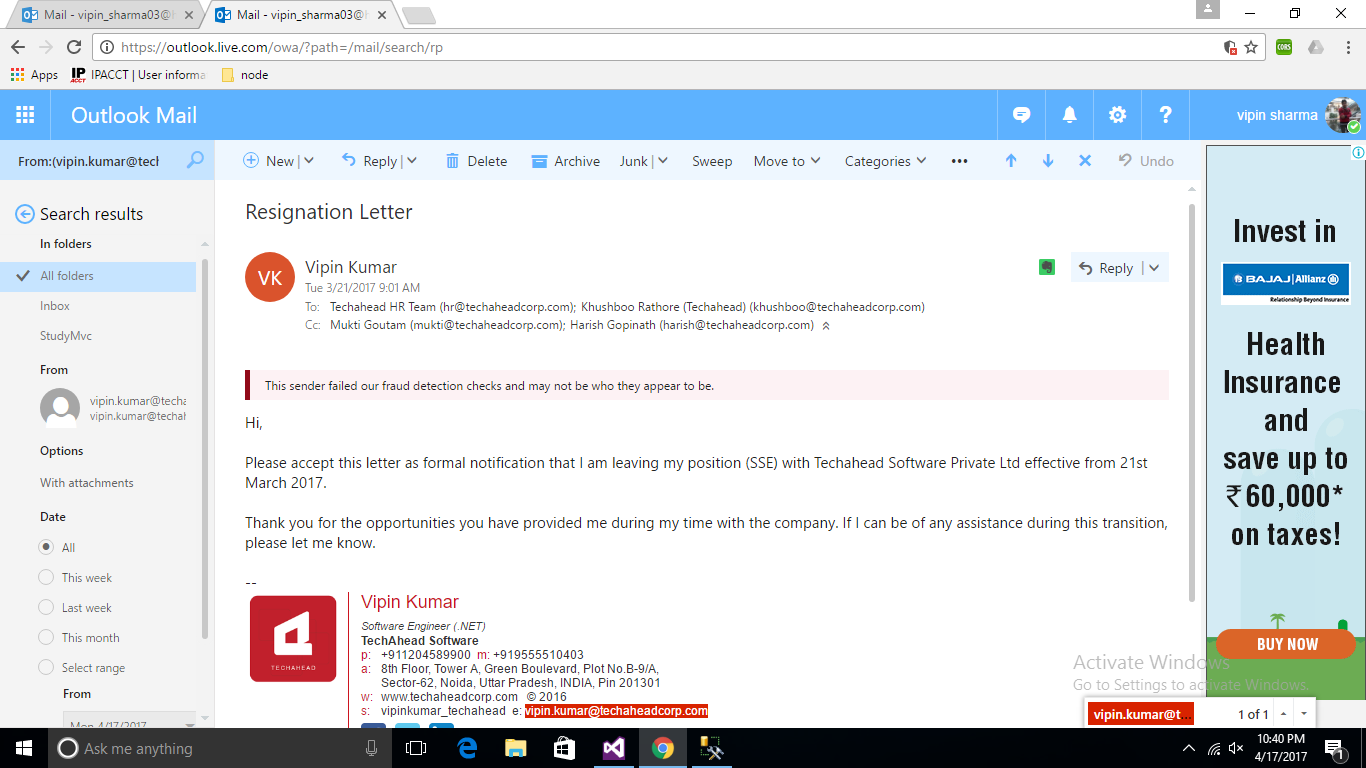 Mail - vipin_sharma03@h
Mail - vipin_sharma03@h
https://outlook.live.com/owa/?path=/mail/search/rp
CORS
Apps
IP ACCT
IPACCT | User informa
node
Outlook Mail
?
vipin sharma
From:(vipin.kumar@tech
New
Reply
Delete
Archive
Junk
Sweep
Move to
Categories
•••
Undo
Search results
In folders
All folders
Inbox
StudyMvc
From
vipin.kumar@techa
vipin.kumar@techal
Options
With attachments
Date
All
This week
Last week
This month
Select range
From
Mon 4/17/2017
Resignation Letter
VK
Vipin Kumar
Tue 3/21/2017 9:01 AM
To: Techahead HR Team (hr@techaheadcorp.com); Khushboo Rathore (Techahead) (khushboo@techaheadcorp.com)
Cc: Mukti Goutam (mukti@techaheadcorp.com); Harish Gopinath (harish@techaheadcorp.com)
Reply
This sender failed our fraud detection checks and may not be who they appear to be.
Hi,
Please accept this letter as formal notification that I am leaving my position (SSE) with Techahead Software Private Ltd effective from 21st
March 2017.
Thank you for the opportunities you have provided me during my time with the company. If I can be of any assistance during this transition,
please let me know.
--
TECHAHEAD
Vipin Kumar
Software Engineer (.NET)
TechAhead Software
p: +911204589900 m: +919555510403
a: 8th Floor, Tower A, Green Boulevard, Plot No.B-9/A,
Sector-62, Noida, Uttar Pradesh, INDIA, Pin 201301
w: www.techaheadcorp.com © 2016
s: vipinkumar_techahead e: vipin.kumar@techaheadcorp.com
Invest in
BAJAJ | Allianz
Relationship Beyond Insurance
Health
Insurance
and
save up to
₹60,000*
on taxes!
BUY NOW
Activate Windows
Go to Settings to activate Windows.
vipin.kumar@t...
1 of 1
Ask me anything
10:40 PM
4/17/2017
1